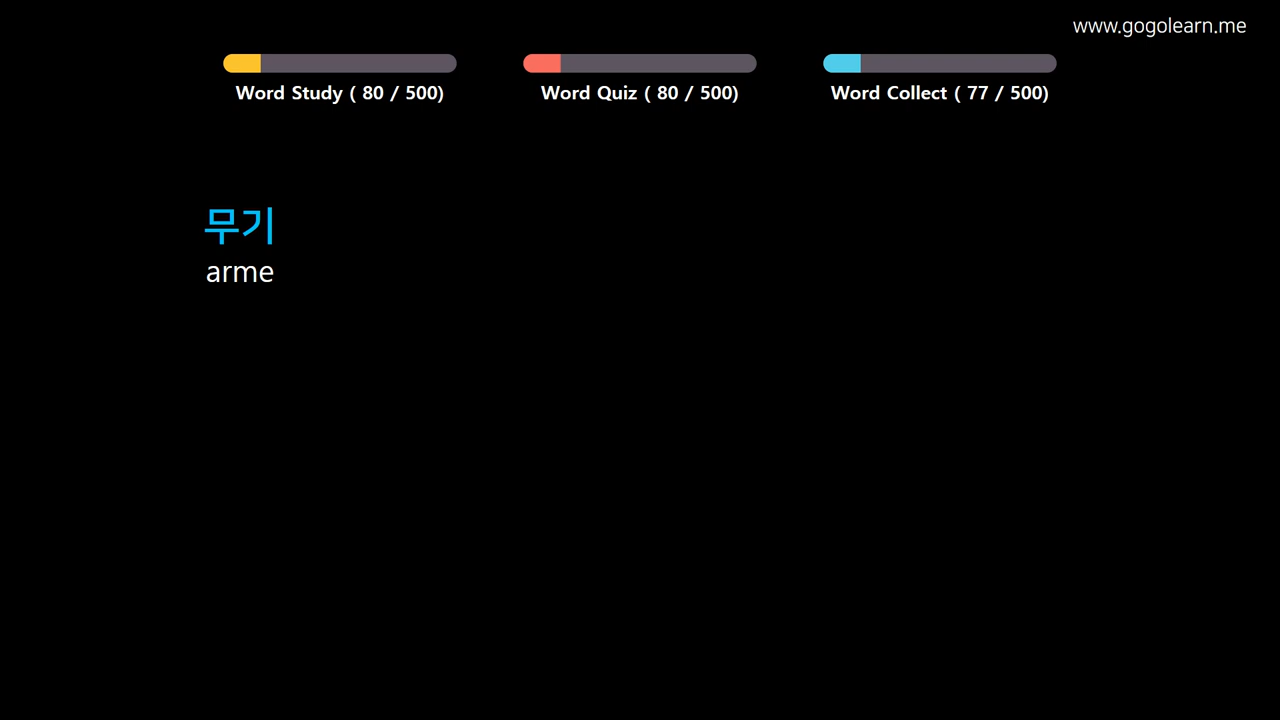 www.gogolearn.me
Word Study ( 80 / 500)
Word Quiz ( 80 / 500)
Word Collect ( 77 / 500)
무기
arme